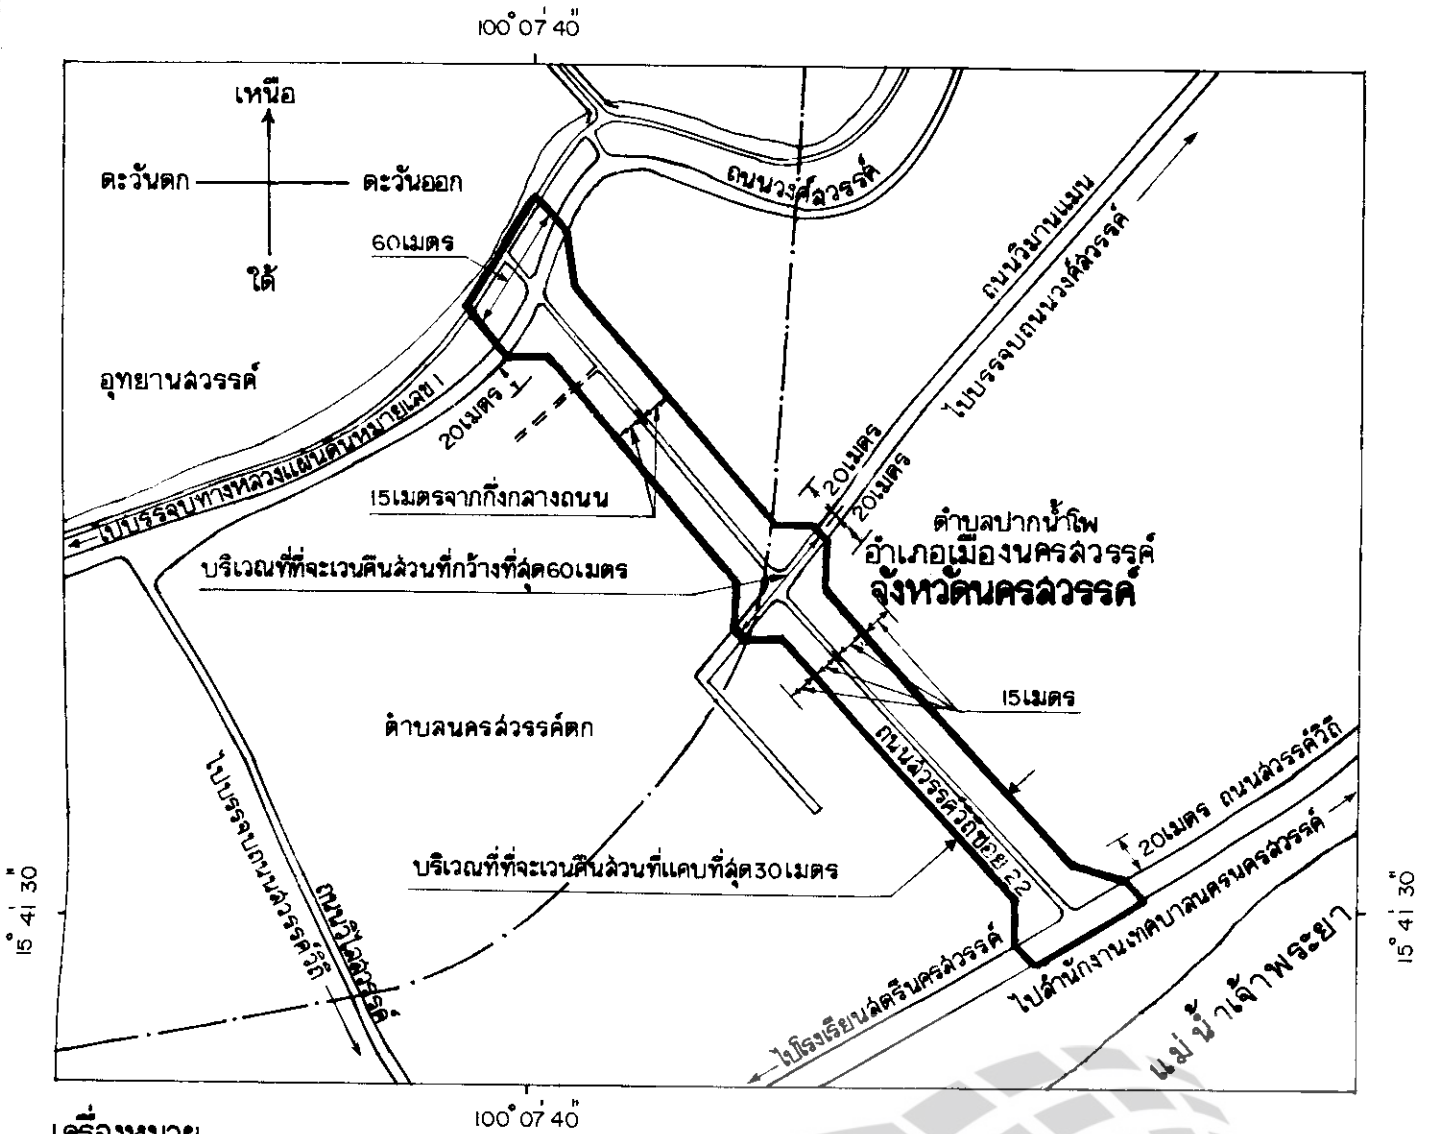 100° 07' 40"
เหนือ
ตะวันตก
ตะวันออก
ใต้
60เมตร
ถนนวงศ์สวรรค์
ถนนวิมานแมน
ไปบรรจบถนนวงศ์สวรรค์
อุทยานสวรรค์
ไปบรรจบทางหลวงแผ่นดินหมายเลข 1
20เมตร
20เมตร
20เมตร
15เมตรจากกึ่งกลางถนน
ตำบลปากน้ำโพ
อำเภอเมืองนครสวรรค์
จังหวัดนครสวรรค์
บริเวณที่ที่จะเวนคืนส่วนที่กว้างที่สุด60เมตร
15เมตร
ตำบลนครสวรรค์ตก
ถนนสวรรค์วิถีซอย 22
20เมตร ถนนสวรรค์วิถี
ไปบรรจบถนนสวรรค์วิถี
ถนนวิไลสวรรค์
บริเวณที่ที่จะเวนคืนส่วนที่แคบที่สุด30เมตร
ไปสำนักงานเทศบาลนครนครสวรรค์
ไปโรงเรียนสตรีนครสวรรค์
แม่น้ำเจ้าพระยา
15° 41' 30"
15° 41' 30"
100° 07' 40"
เครื่องหมาย